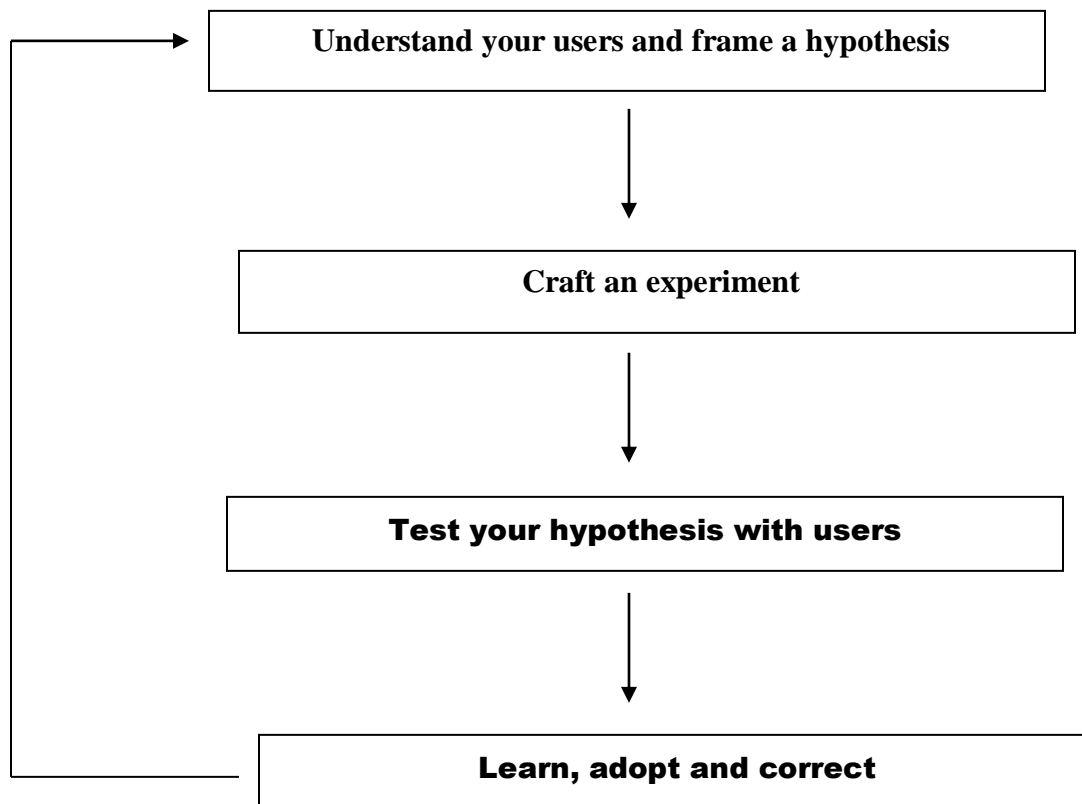 Understand your users and frame a hypothesis
Craft an experiment
Test your hypothesis with users
Learn, adopt and correct